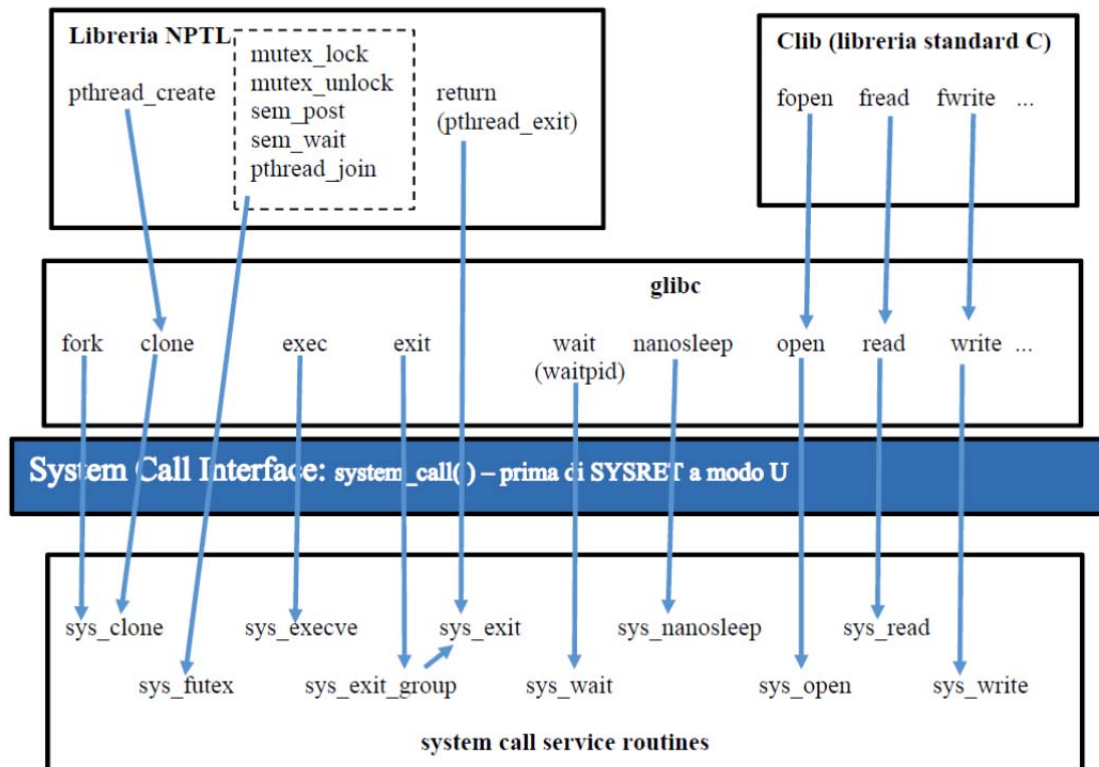 Libreria NPTL
mutex_lock
mutex_unlock
sem_post
sem_wait
pthread_join
pthread_create
return
(pthread_exit)
Clib (libreria standard C)
fopen fread fwrite ...
glibc
fork clone exec exit wait nanosleep open read write ...
(waitpid)
System Call Interface: system_call( ) – prima di SYSRET a modo U
sys_clone sys_execve sys_exit sys_nanosleep sys_read
sys_futex sys_exit_group sys_wait sys_open sys_write
system call service routines